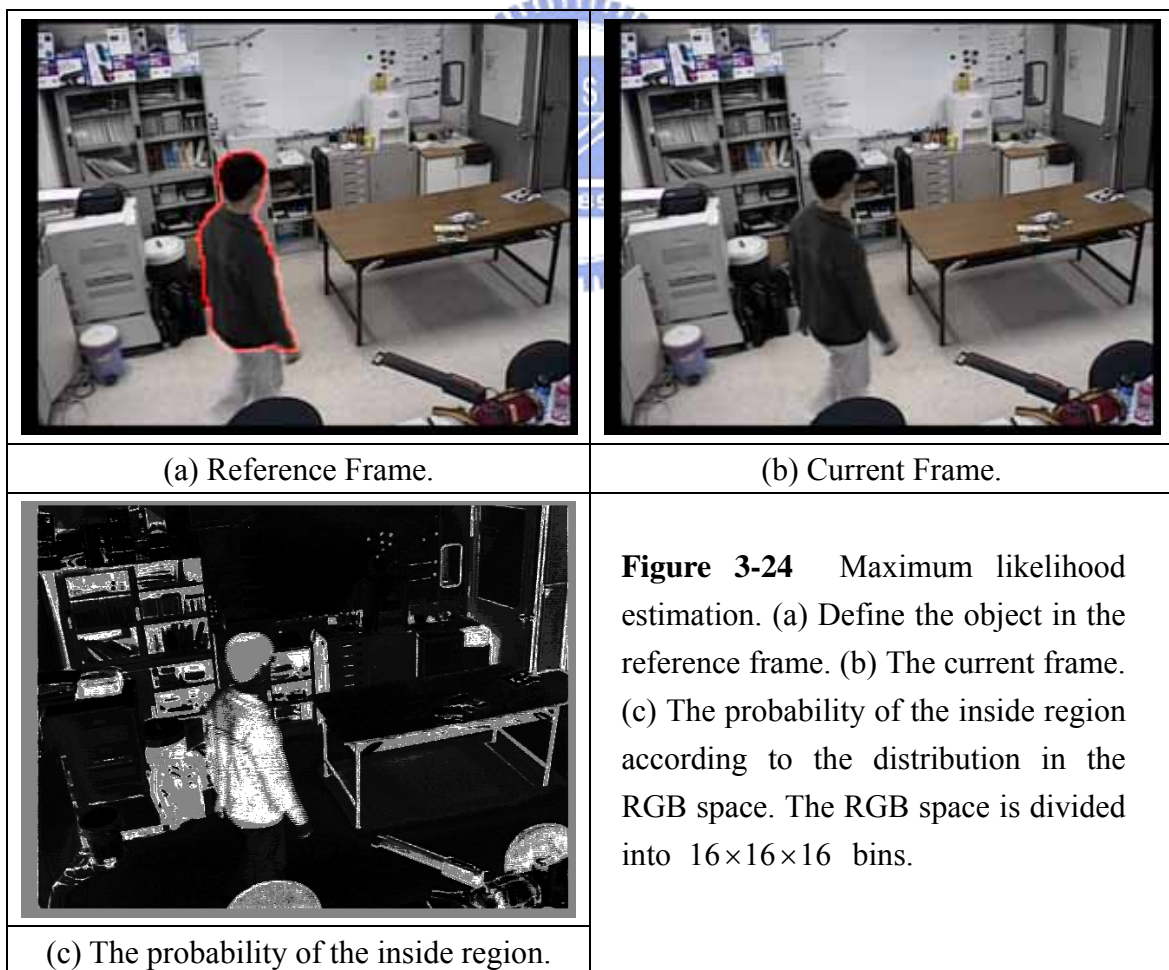 (a) Reference Frame.
(b) Current Frame.
Figure 3-24 Maximum likelihood
estimation. (a) Define the object in the
reference frame. (b) The current frame.
(c) The probability of the inside region
according to the distribution in the
RGB space. The RGB space is divided
into 16×16×16 bins.
(c) The probability of the inside region.